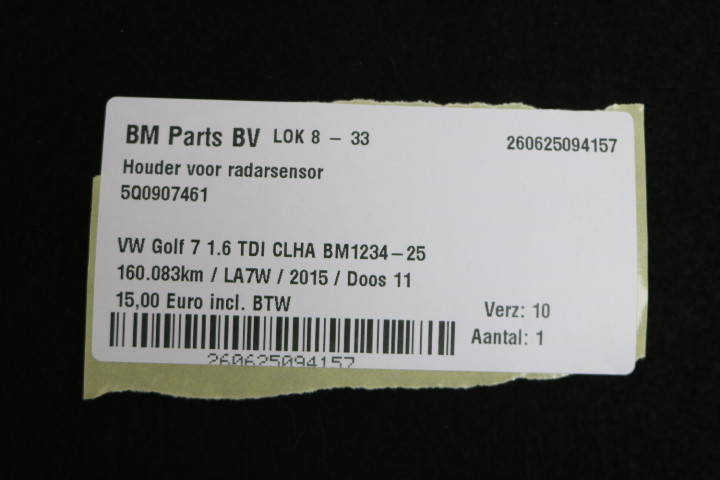 BM Parts BV LOK 8 - 33 260625094157
Houder voor radarsensor
5Q0907461
VW Golf 7 1.6 TDI CLHA BM1234-25
160.083km / LA7W / 2015 / Doos 11
15,00 Euro incl. BTW
Verz: 10
Aantal: 1
260625094157